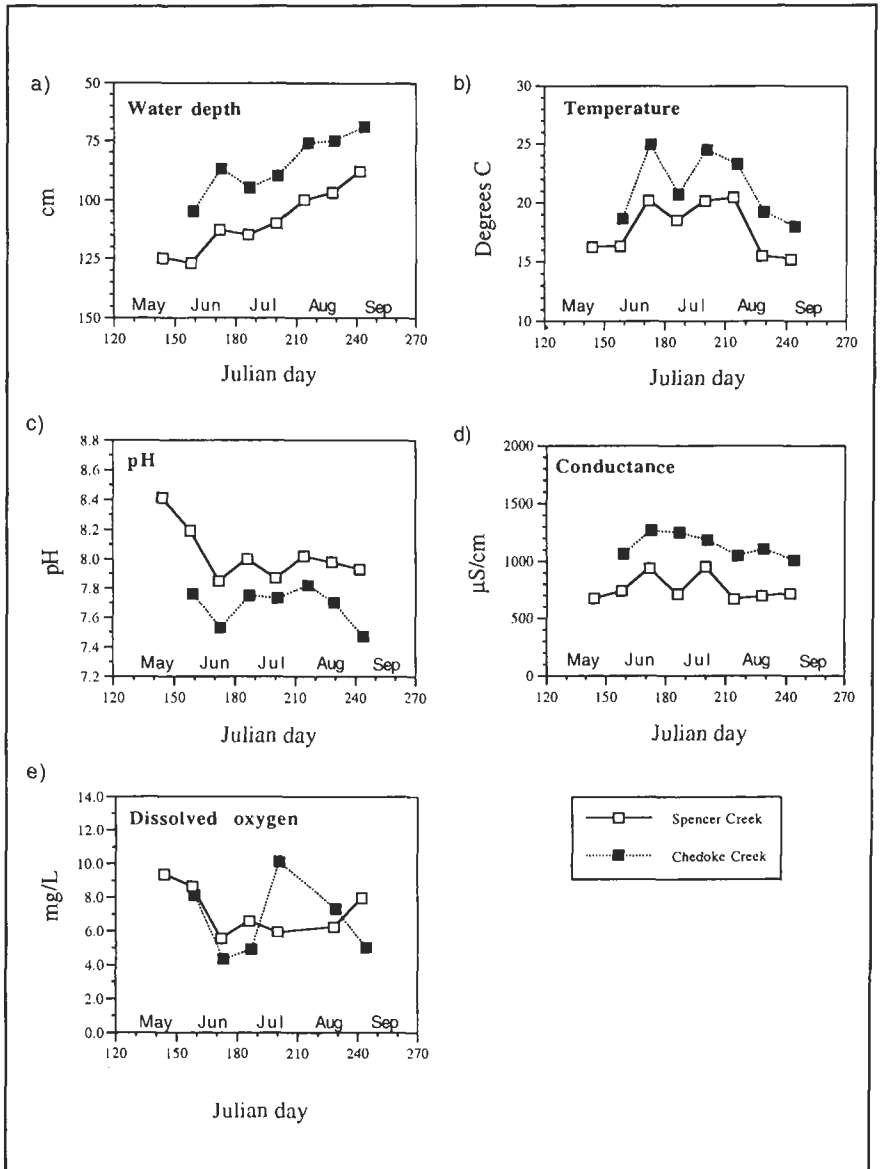 a)
Water depth
50
75
100
125
150
cm
May Jun Jul Aug Sep
120 150 180 210 240 270
Julian day
b)
Temperature
30
25
20
15
10
Degrees C
May Jun Jul Aug Sep
120 150 180 210 240 270
Julian day
c)
pH
8.8
8.6
8.4
8.2
8.0
7.8
7.6
7.4
7.2
pH
May Jun Jul Aug Sep
120 150 180 210 240 270
Julian day
d)
Conductance
2000
1500
1000
500
0
µS/cm
May Jun Jul Aug Sep
120 150 180 210 240 270
Julian day
e)
Dissolved oxygen
14.0
12.0
10.0
8.0
6.0
4.0
2.0
0.0
mg/L
May Jun Jul Aug Sep
120 150 180 210 240 270
Julian day
Spencer Creek
Chedoke Creek